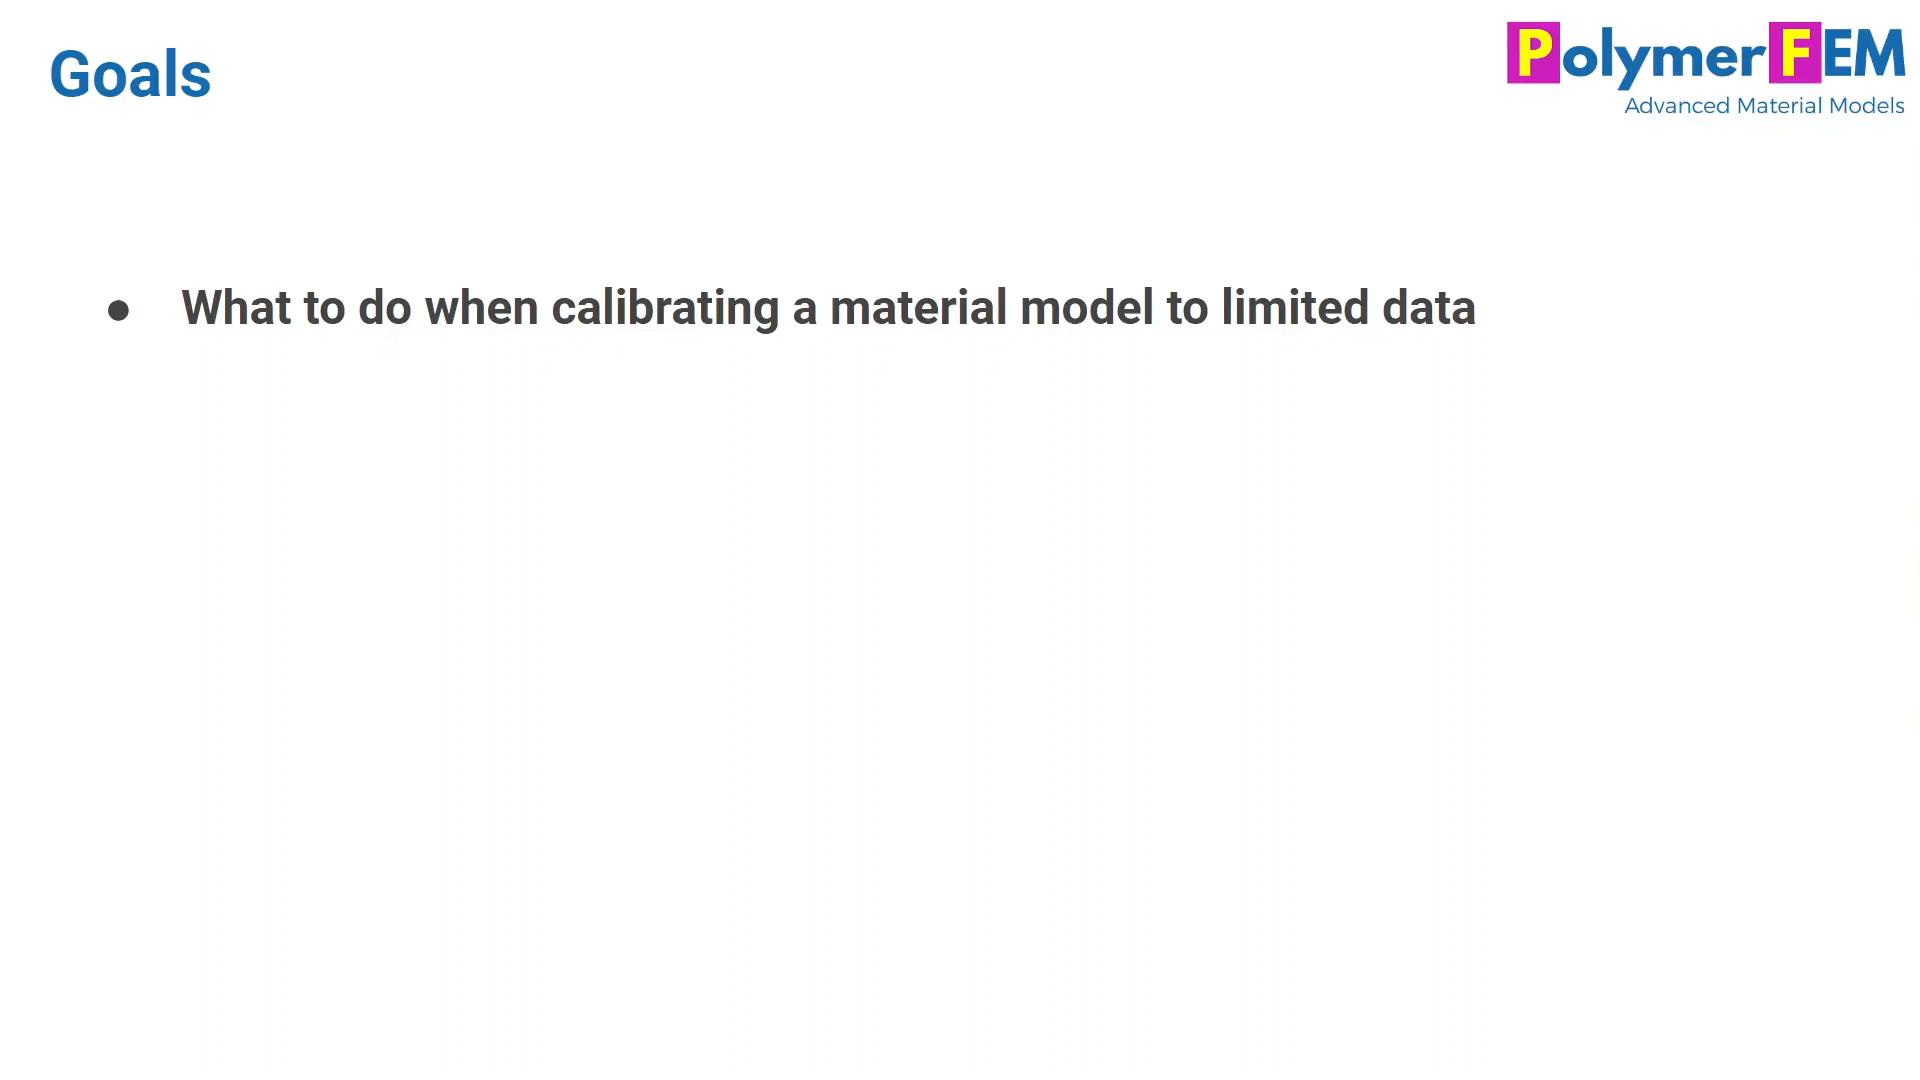 Goals
PolymerFEM
Advanced Material Models
● What to do when calibrating a material model to limited data